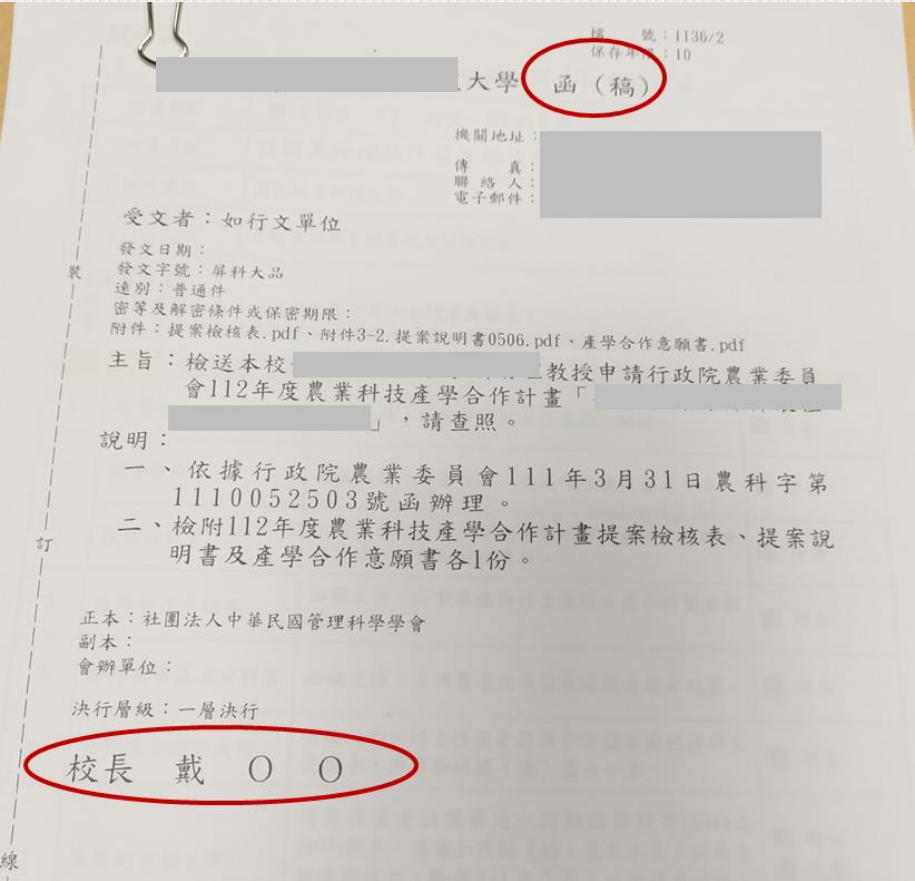 檔　號：1136/2
保存年限：10
大學　函（稿）
機關地址：
傳　真：
聯絡人：
電子郵件：
受文者：如行文單位
發文日期：
發文字號：屏科大品
速別：普通件
密等及解密條件或保密期限：
附件：提案檢核表.pdf、附件3-2.提案說明書0506.pdf、產學合作意願書.pdf
主旨：檢送本校教授申請行政院農業委員
會112年度農業科技產學合作計畫「
」，請查照。
說明：
一、依據行政院農業委員會111年3月31日農科字第
1110052503號函辦理。
二、檢附112年度農業科技產學合作計畫提案檢核表、提案說
明書及產學合作意願書各1份。
正本：社團法人中華民國管理科學學會
副本：
會辦單位：
決行層級：一層決行
校長　戴　○　○
裝
訂
線